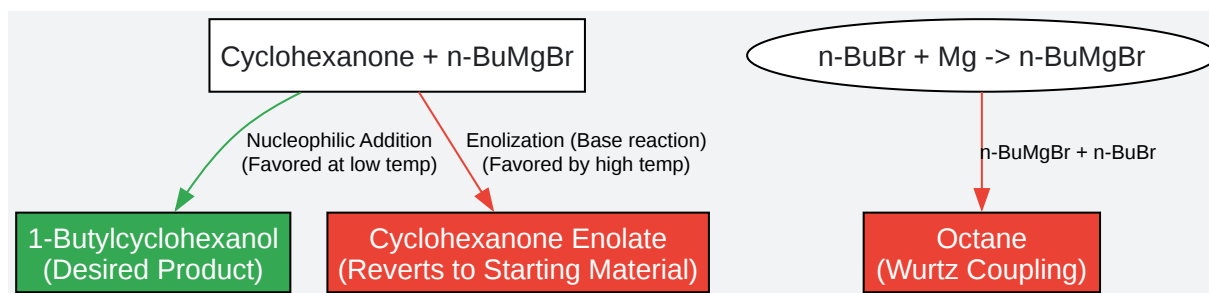 Cyclohexanone + n-BuMgBr
n-BuBr + Mg -> n-BuMgBr
Nucleophilic Addition
(Favored at low temp)
Enolization (Base reaction)
(Favored by high temp)
n-BuMgBr + n-BuBr
1-Butylcyclohexanol
(Desired Product)
Cyclohexanone Enolate
(Reverts to Starting Material)
Octane
(Wurtz Coupling)